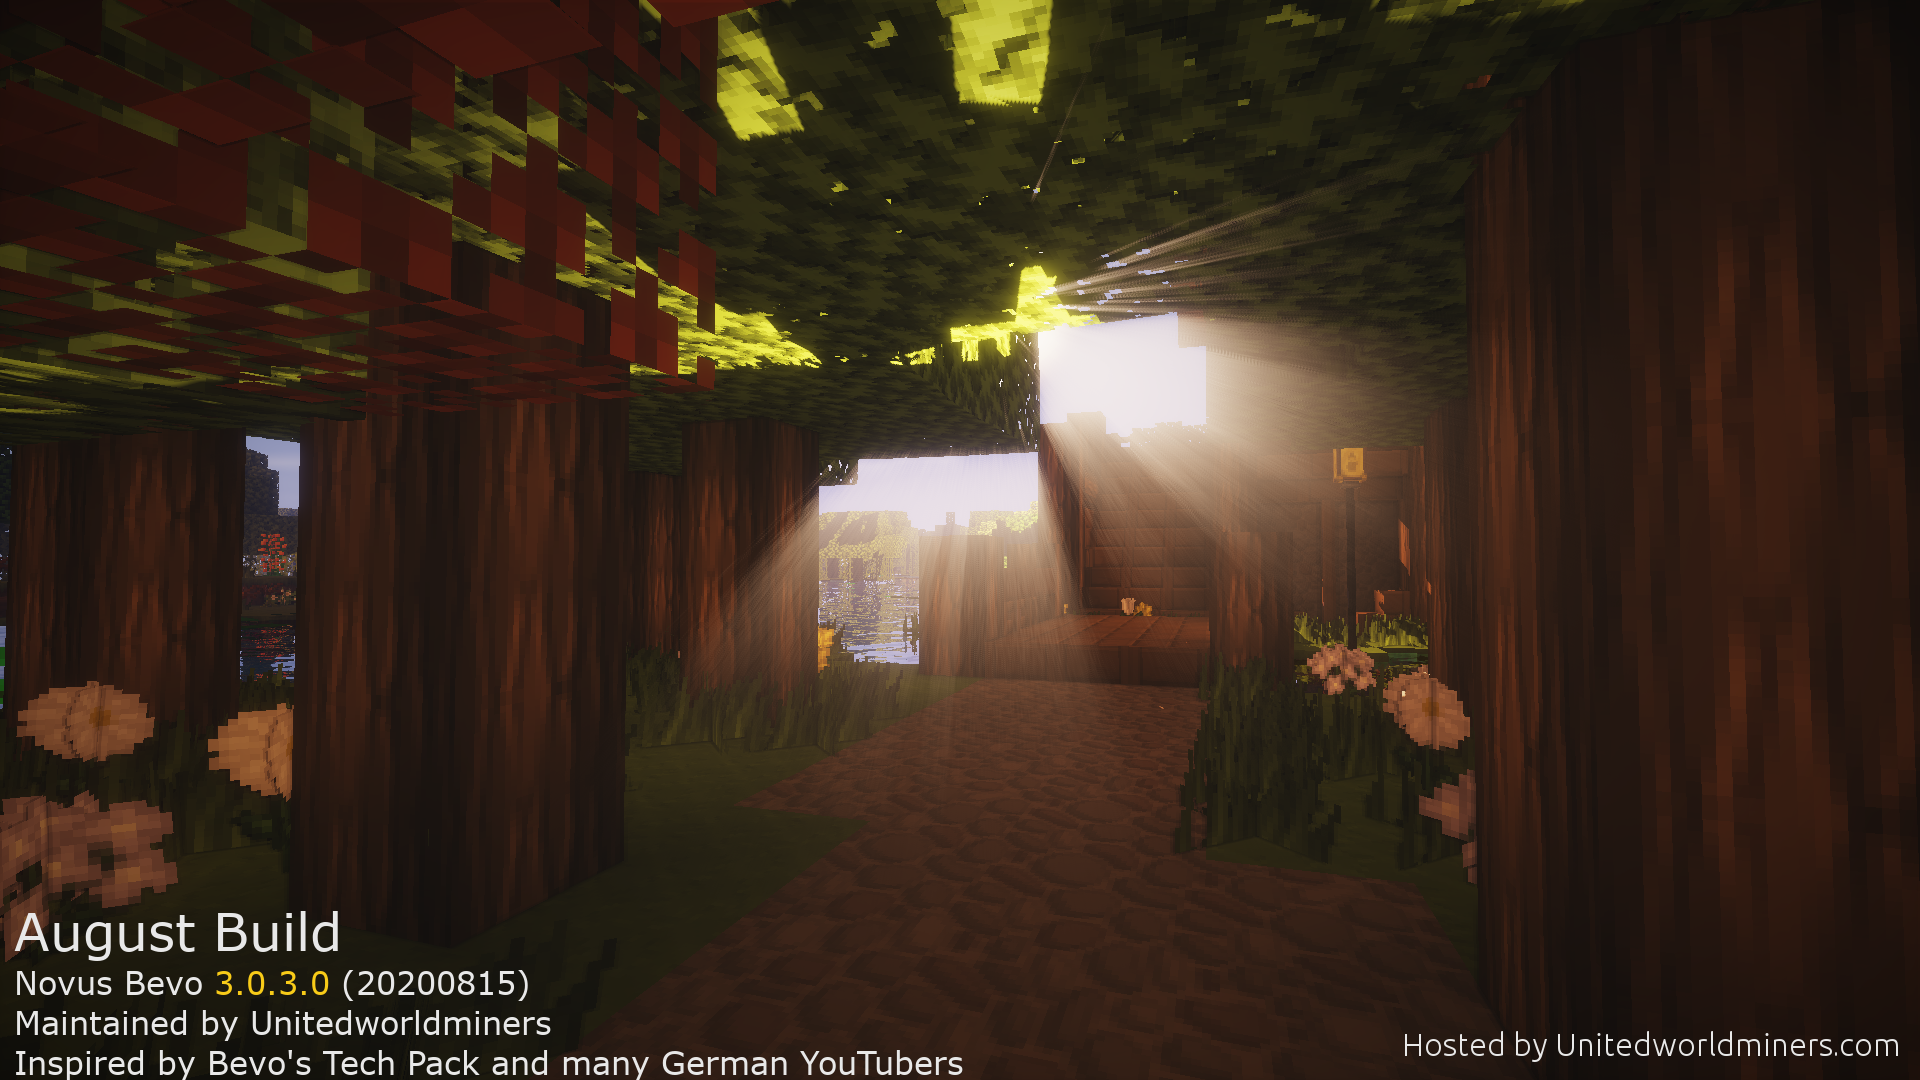 August Build
Novus Bevo 3.0.3.0 (20200815)
Maintained by Unitedworldminers
Inspired by Bevo's Tech Pack and many German YouTubers
Hosted by Unitedworldminers.com